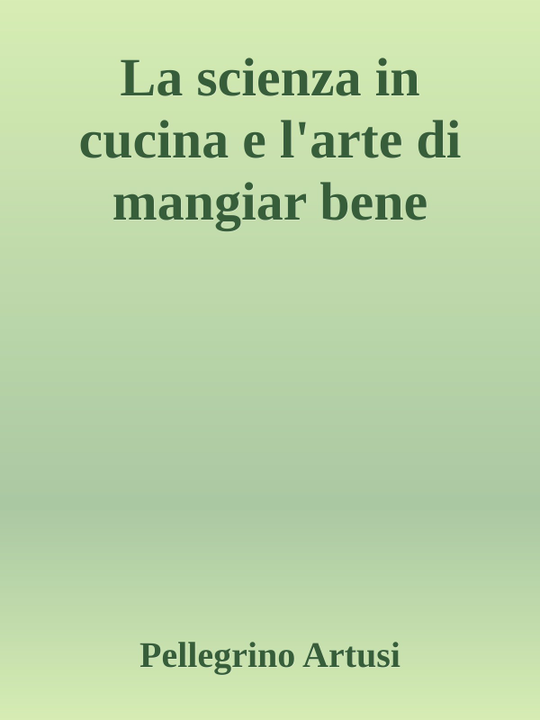 La scienza in
cucina e l'arte di
mangiar bene
Pellegrino Artusi